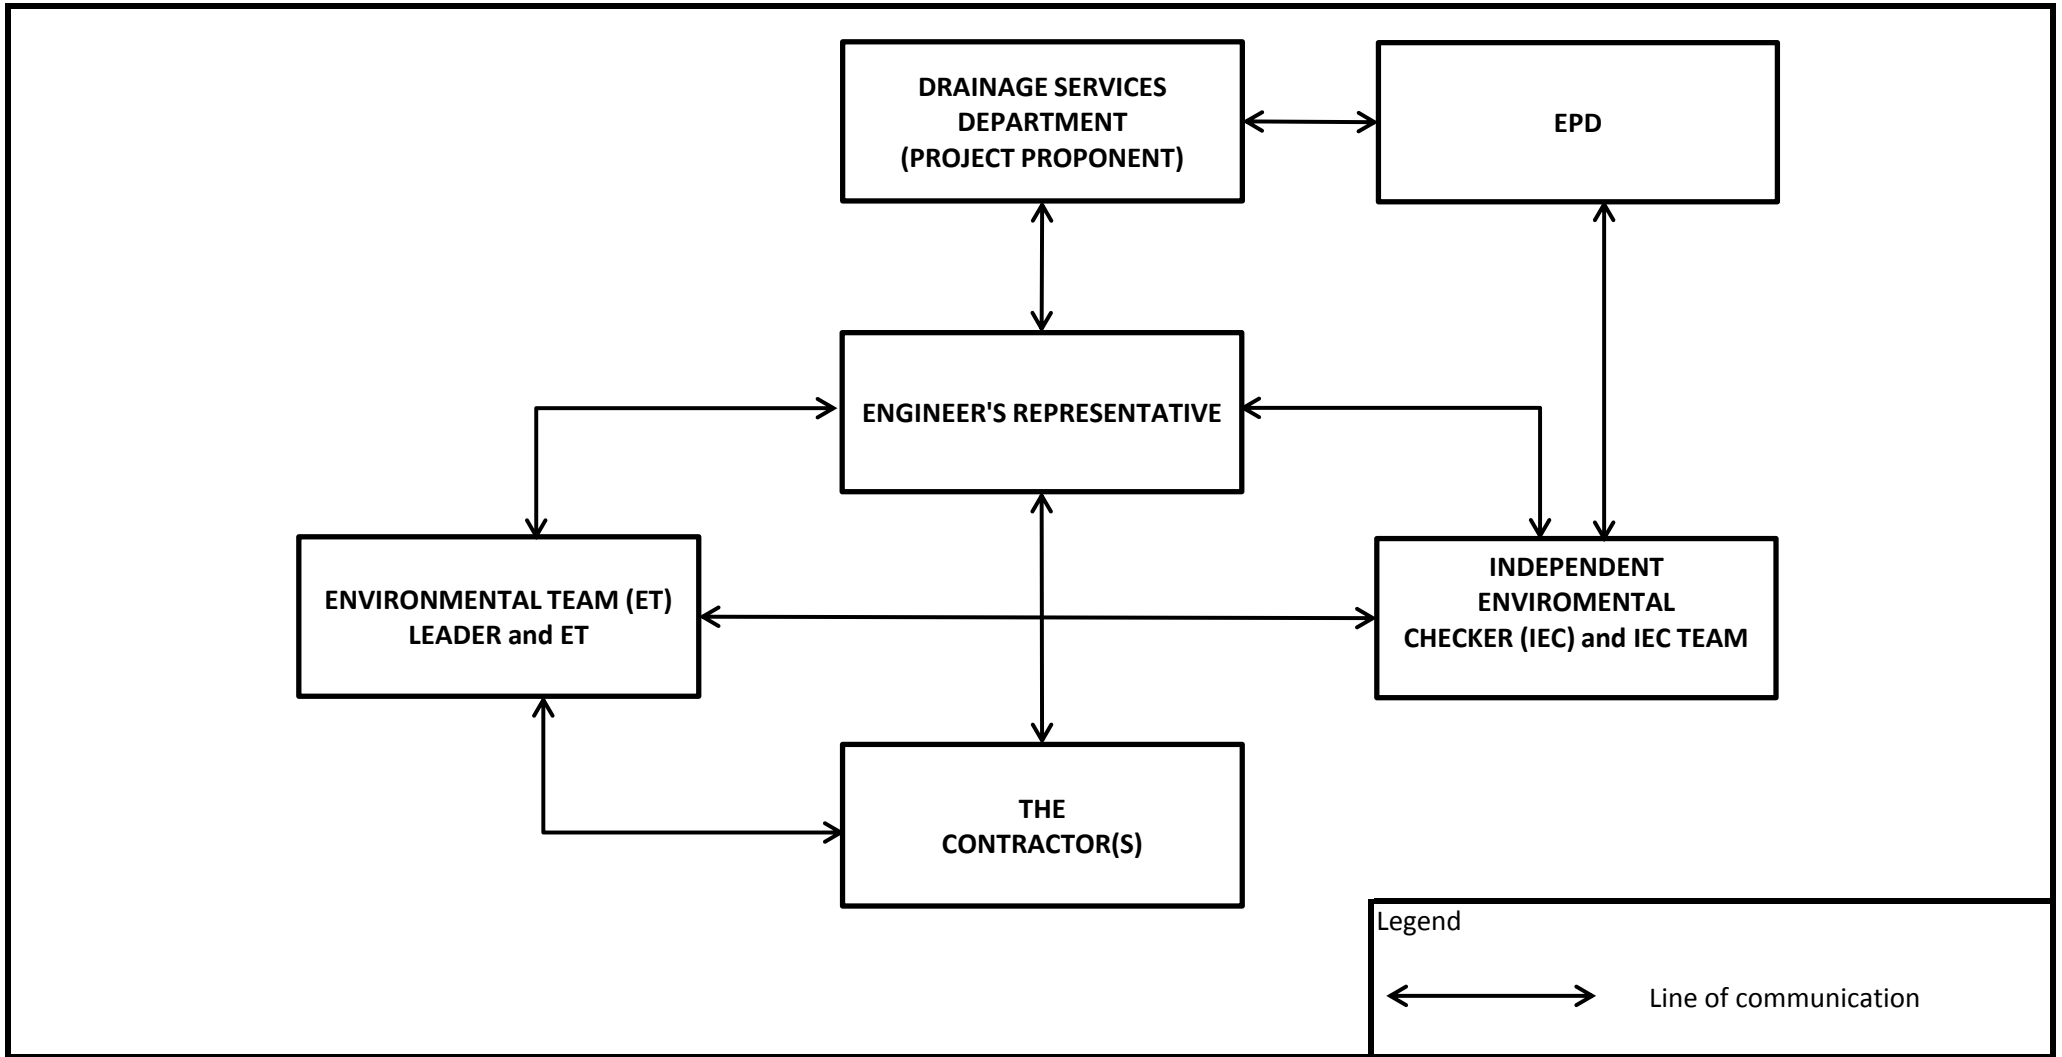 DRAINAGE SERVICES
DEPARTMENT
(PROJECT PROPONENT)
EPD
ENGINEER'S REPRESENTATIVE
ENVIRONMENTAL TEAM (ET)
LEADER and ET
INDEPENDENT
ENVIROMENTAL
CHECKER (IEC) and IEC TEAM
THE
CONTRACTOR(S)
Legend
Line of communication